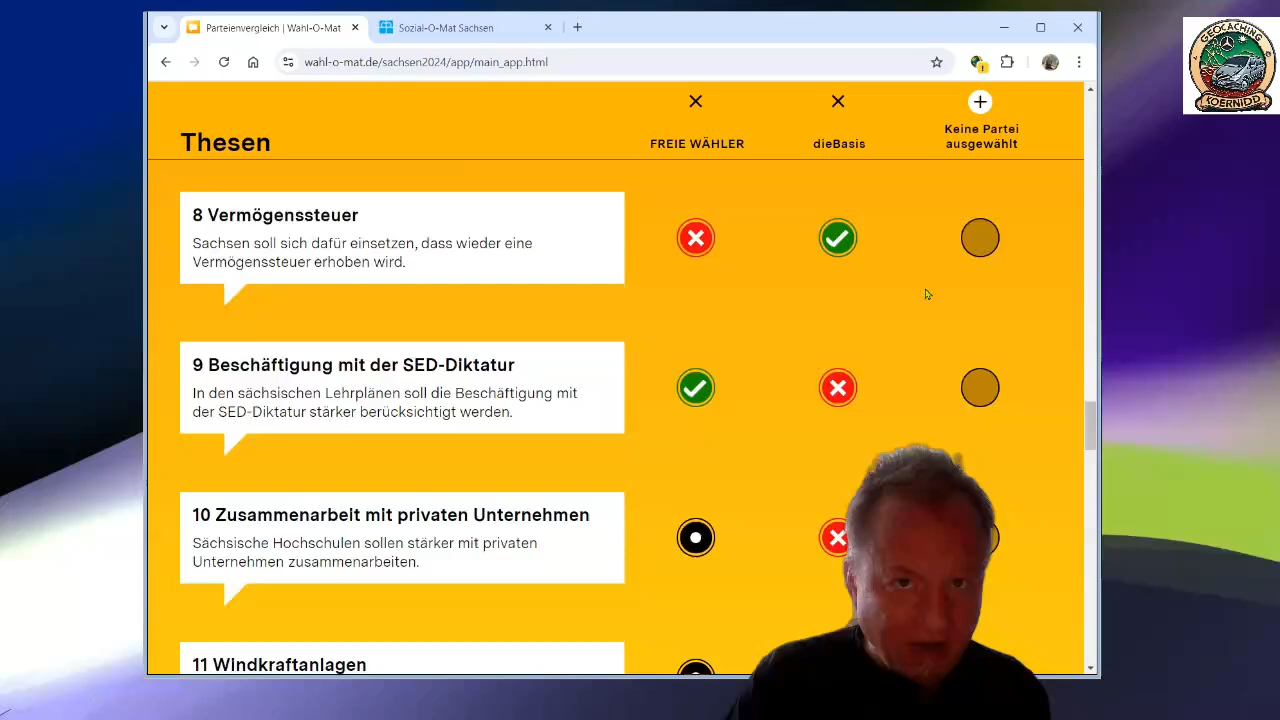 Parteienvergleich | Wahl-O-Mat
Sozial-O-Mat Sachsen
wahl-o-mat.de/sachsen2024/app/main_app.html
GEOCACHING
KOERNIDD
Thesen
FREIE WÄHLER
dieBasis
Keine Partei
ausgewählt
8 Vermögenssteuer
Sachsen soll sich dafür einsetzen, dass wieder eine
Vermögenssteuer erhoben wird.
9 Beschäftigung mit der SED-Diktatur
In den sächsischen Lehrplänen soll die Beschäftigung mit
der SED-Diktatur stärker berücksichtigt werden.
10 Zusammenarbeit mit privaten Unternehmen
Sächsische Hochschulen sollen stärker mit privaten
Unternehmen zusammenarbeiten.
11 Windkraftanlagen